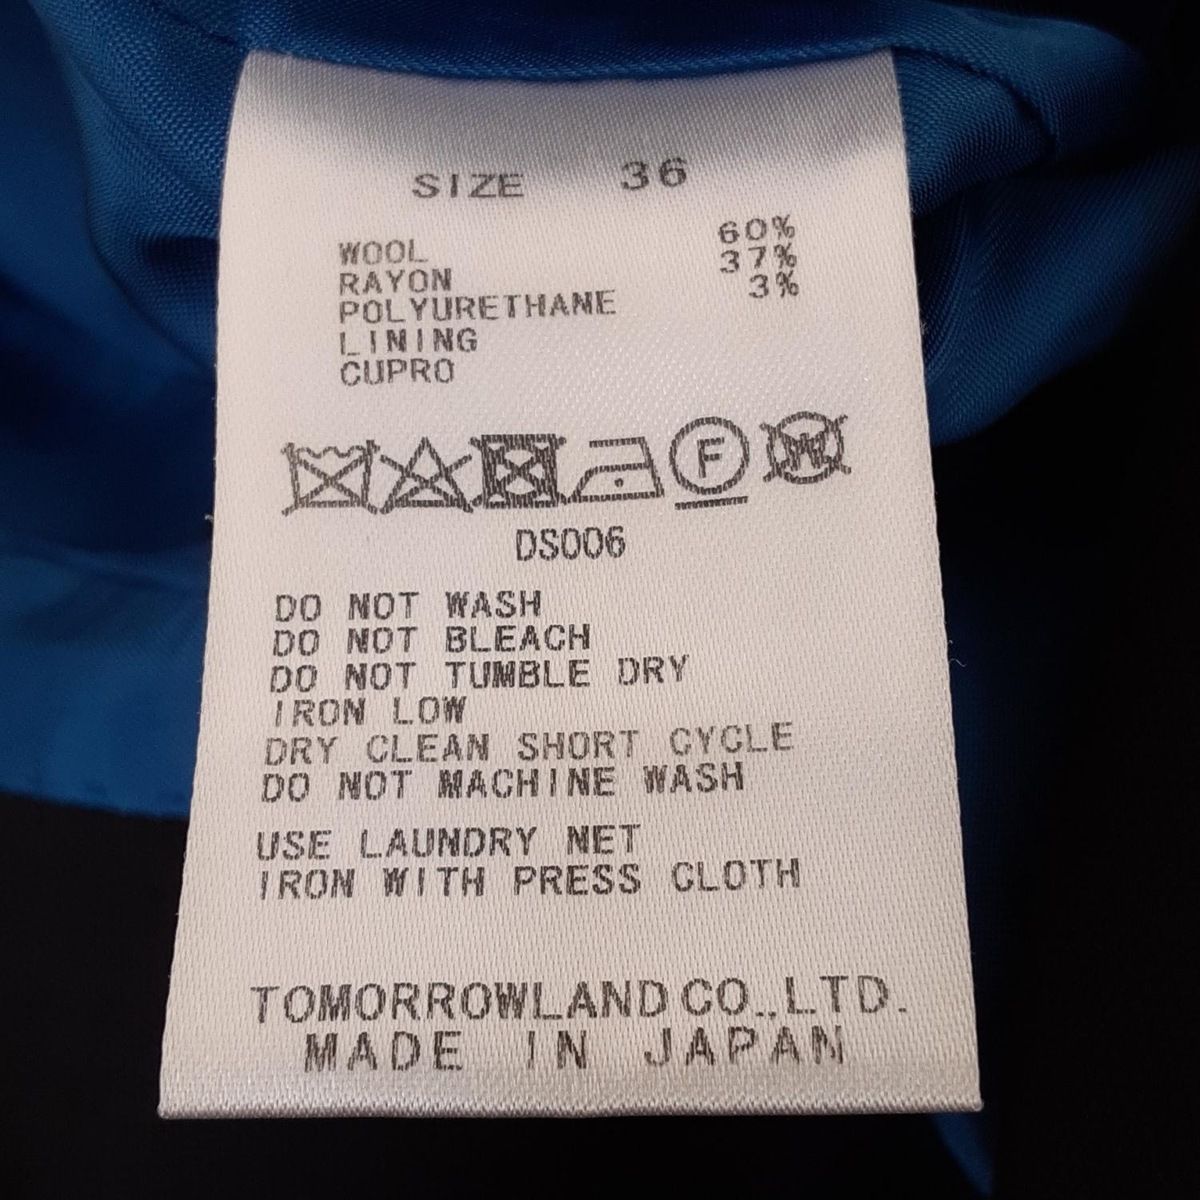 SIZE 36
WOOL 60%
RAYON 37%
POLYURETHANE 3%
LINING
CUPRO
F W
DS006
DO NOT WASH
DO NOT BLEACH
DO NOT TUMBLE DRY
IRON LOW
DRY CLEAN SHORT CYCLE
DO NOT MACHINE WASH
USE LAUNDRY NET
IRON WITH PRESS CLOTH
TOMORROWLAND CO.,LTD.
MADE IN JAPAN